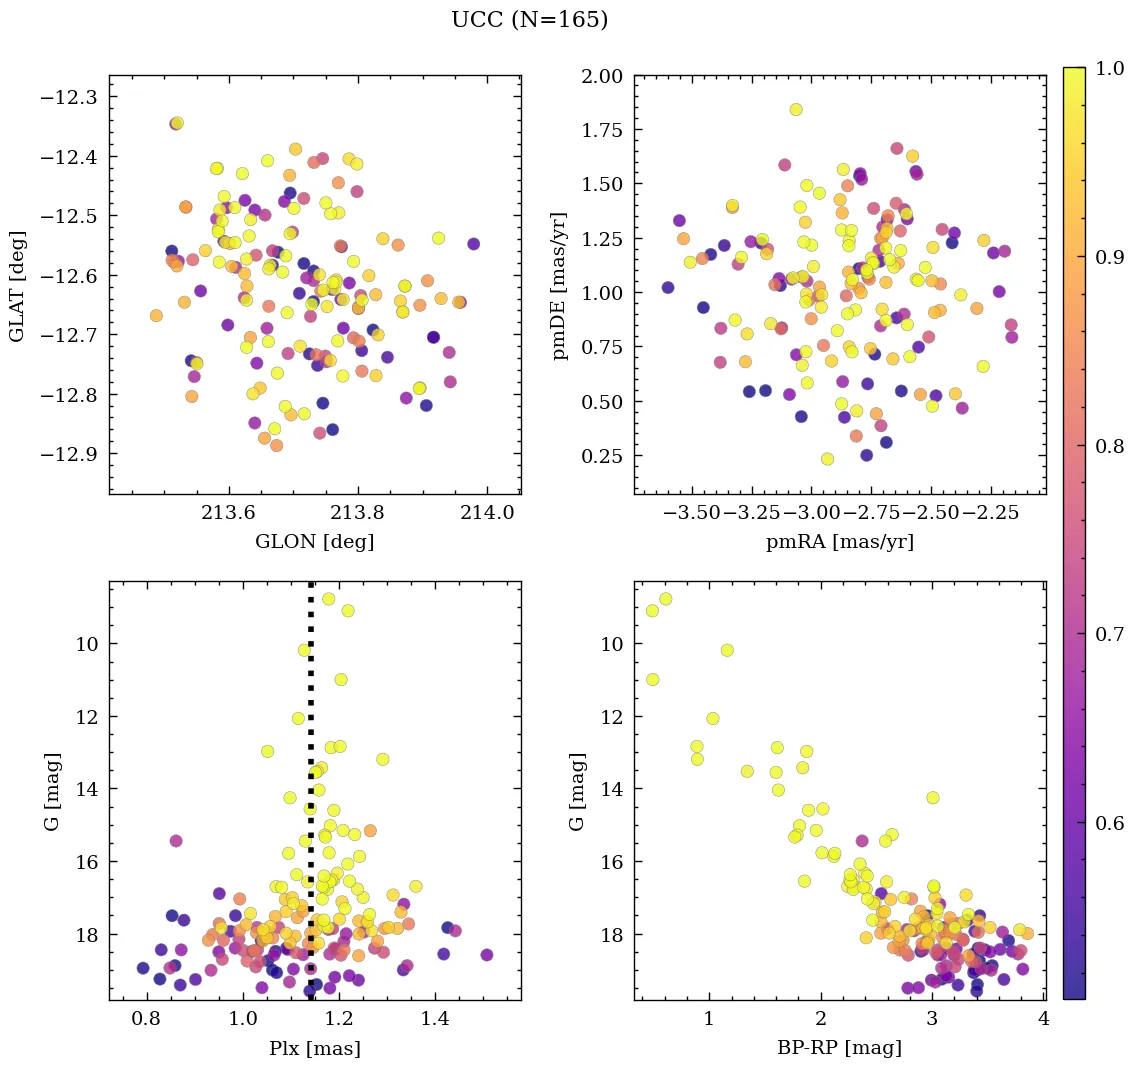 UCC (N=165)
−12.3
−12.4
−12.5
−12.6
−12.7
−12.8
−12.9
GLAT [deg]
213.6 213.8 214.0
GLON [deg]
2.00
1.75
1.50
1.25
1.00
0.75
0.50
0.25
pmDE [mas/yr]
−3.50 −3.25 −3.00 −2.75 −2.50 −2.25
pmRA [mas/yr]
10
12
14
16
18
G [mag]
0.8 1.0 1.2 1.4
Plx [mas]
10
12
14
16
18
G [mag]
1 2 3 4
BP-RP [mag]
1.0
0.9
0.8
0.7
0.6